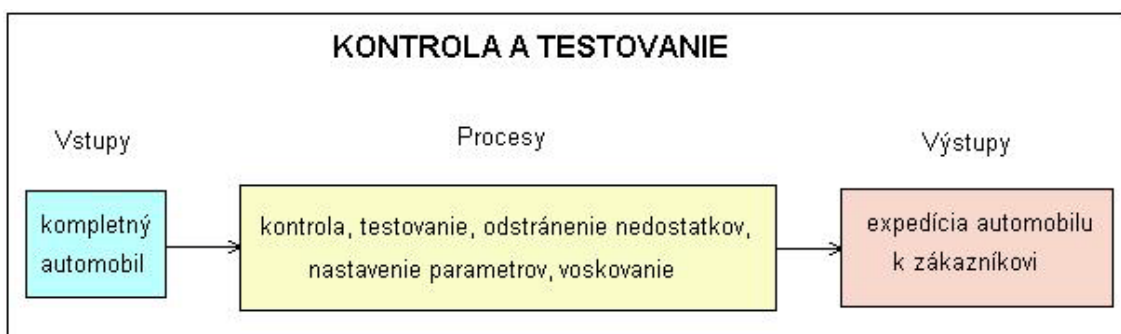 KONTROLA A TESTOVANIE
Vstupy
Procesy
Výstupy
kompletný
automobil
kontrola, testovanie, odstránenie nedostatkov,
nastavenie parametrov, voskovanie
expedícia automobilu
k zákazníkovi